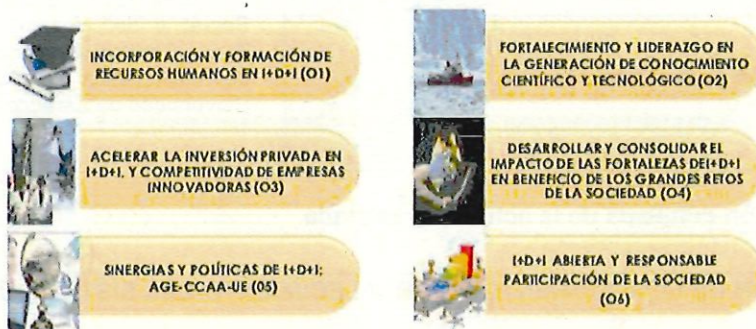 INCORPORACIÓN Y FORMACIÓN DE
RECURSOS HUMANOS EN I+D+I (O1)
FORTALECIMIENTO Y LIDERAZGO EN
LA GENERACIÓN DE CONOCIMIENTO
CIENTÍFICO Y TECNOLÓGICO (O2)
ACELERAR LA INVERSIÓN PRIVADA EN
I+D+I, Y COMPETITIVIDAD DE EMPRESAS
INNOVADORAS (O3)
DESARROLLAR Y CONSOLIDAR EL
IMPACTO DE LAS FORTALEZAS DE I+D+I
EN BENEFICIO DE LOS GRANDES RETOS
DE LA SOCIEDAD (O4)
SINERGIAS Y POLÍTICAS DE I+D+I;
AGE-CCAA-UE (05)
I+D+I ABIERTA Y RESPONSABLE
PARTICIPACIÓN DE LA SOCIEDAD
(O6)